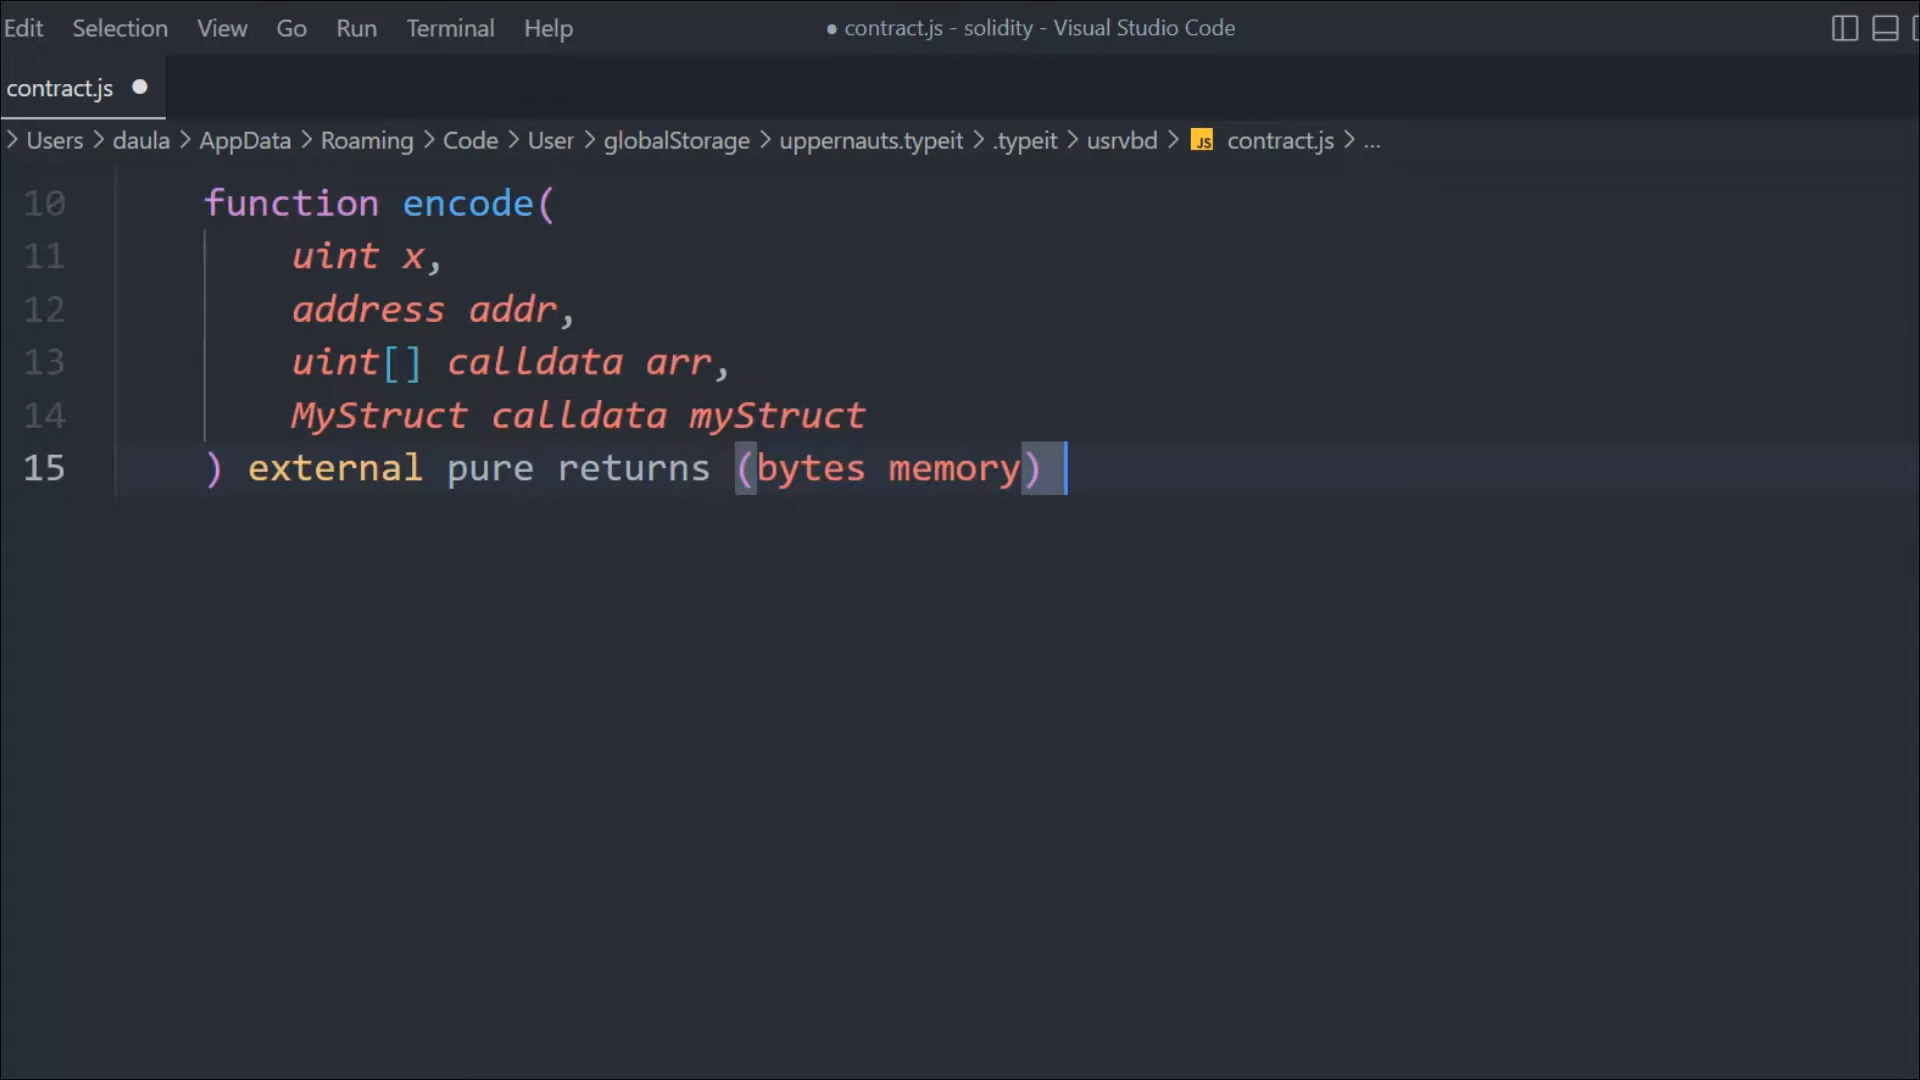 Edit Selection View Go Run Terminal Help ● contract.js - solidity - Visual Studio Code
contract.js ●
> Users > daula > AppData > Roaming > Code > User > globalStorage > uppernauts.typeit > .typeit > usrvbd > JS contract.js > ...
10 function encode(
11 uint x,
12 address addr,
13 uint[] calldata arr,
14 MyStruct calldata myStruct
15 ) external pure returns (bytes memory)